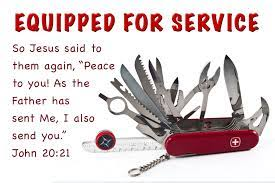 EQUIPPED FOR SERVICE
So Jesus said to
them again, “Peace
to you! As the
Father has
sent Me, I also
send you.”
John 20:21